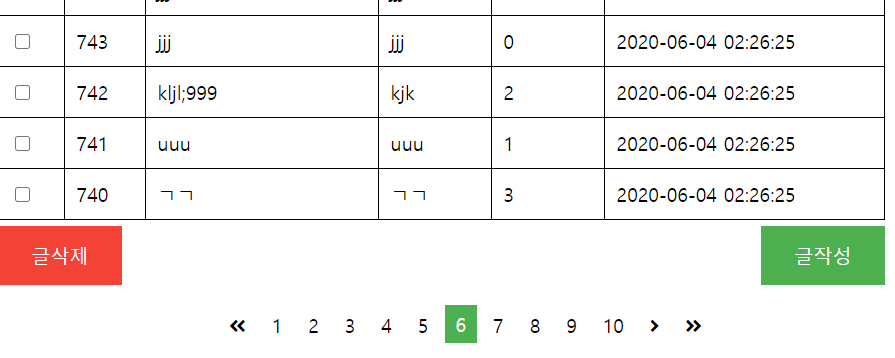 743 jjj jjj 0 2020-06-04 02:26:25
742 kljl;999 kjk 2 2020-06-04 02:26:25
741 uuu uuu 1 2020-06-04 02:26:25
740 ㄱㄱ ㄱㄱ 3 2020-06-04 02:26:25
글삭제 글작성
« 1 2 3 4 5 6 7 8 9 10 › »